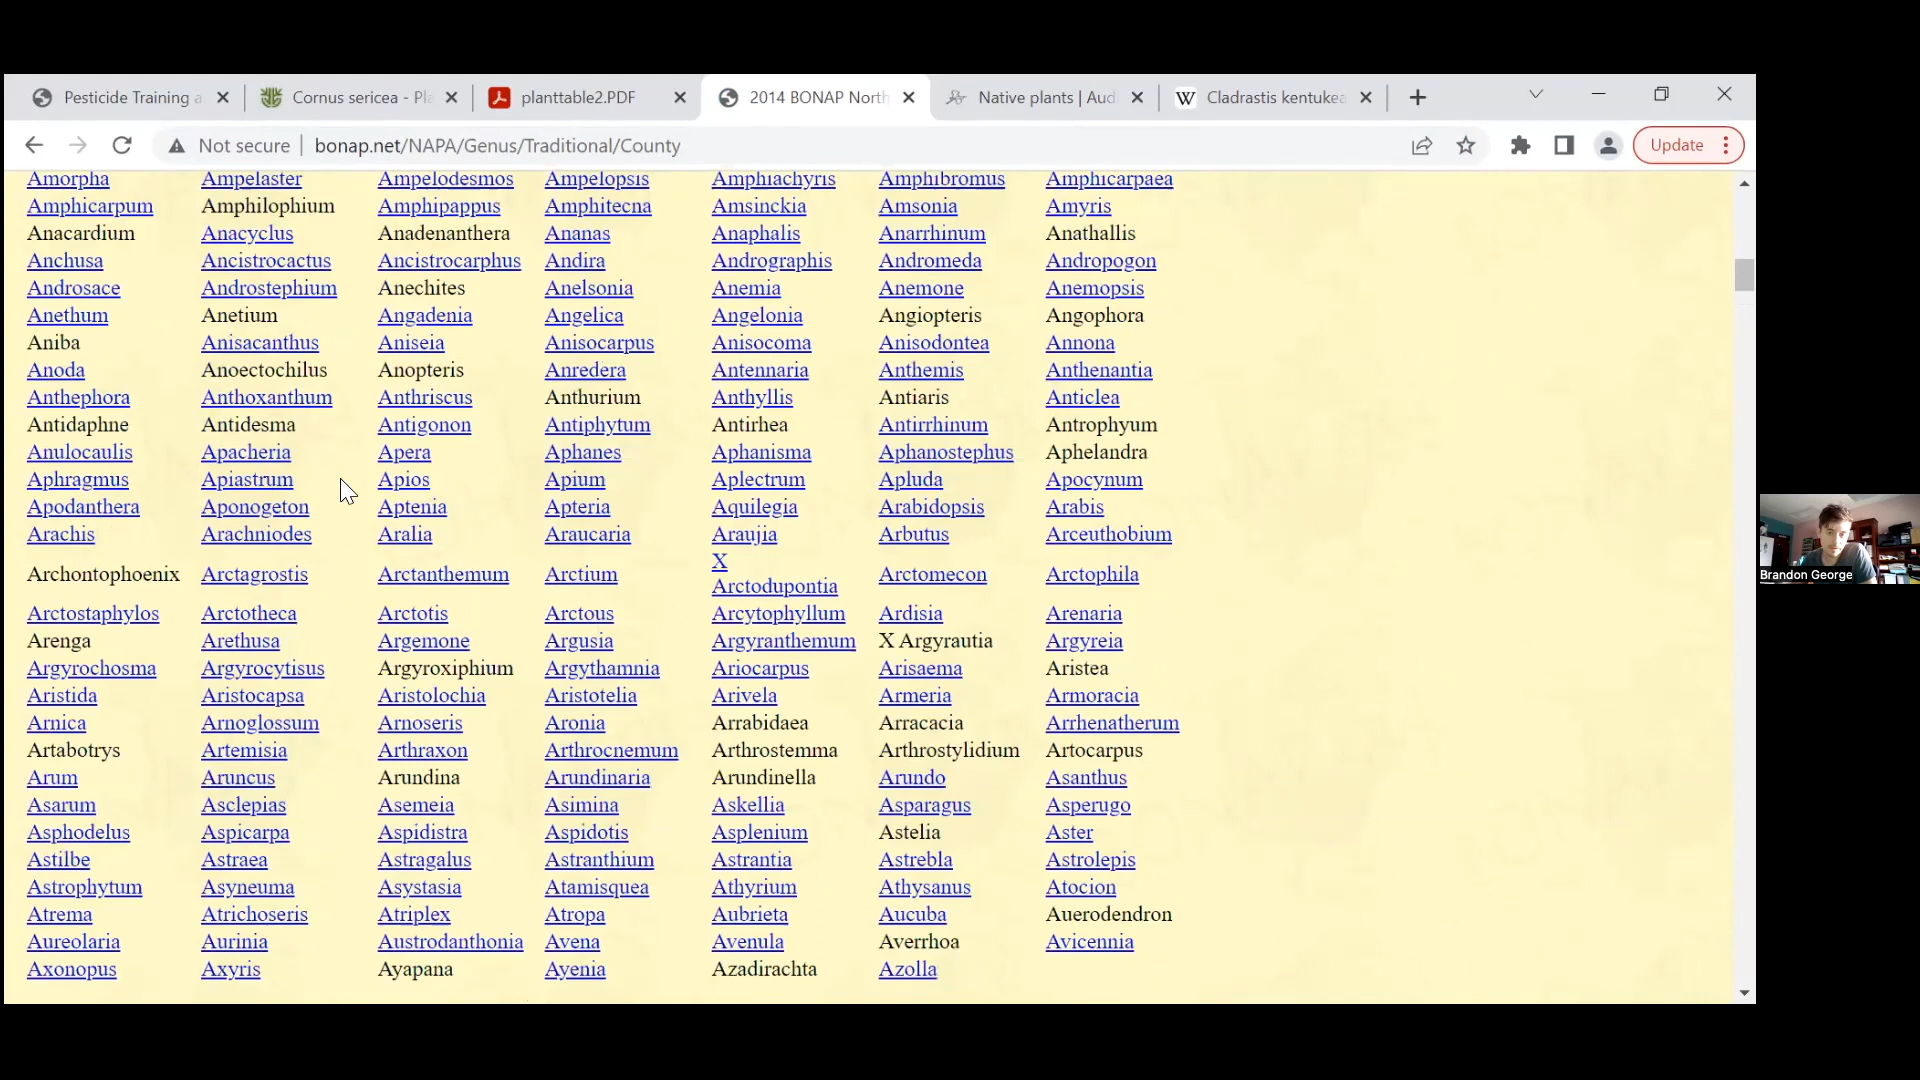 Pesticide Training a
Cornus sericea - Pla
planttable2.PDF
2014 BONAP North
Native plants | Aud
Cladrastis kentukea
Not secure
bonap.net/NAPA/Genus/Traditional/County
Update
Amorpha Ampelaster Ampelodesmos Ampelopsis Amphiachyris Amphibromus Amphicarpaea
Amphicarpum Amphilophium Amphipappus Amphitecna Amsinckia Amsonia Amyris
Anacardium Anacyclus Anadenanthera Ananas Anaphalis Anarrhinum Anathallis
Anchusa Ancistrocactus Ancistrocarphus Andira Andrographis Andromeda Andropogon
Androsace Androstephium Anechites Anelsonia Anemia Anemone Anemopsis
Anethum Anetium Angadenia Angelica Angelonia Angiopteris Angophora
Aniba Anisacanthus Aniseia Anisocarpus Anisocoma Anisodontea Annona
Anoda Anoectochilus Anopteris Anredera Antennaria Anthemis Anthenantia
Anthephora Anthoxanthum Anthriscus Anthurium Anthyllis Antiaris Anticlea
Antidaphne Antidesma Antigonon Antiphytum Antirhea Antirrhinum Antrophyum
Anulocaulis Apacheria Apera Aphanes Aphanisma Aphanostephus Aphelandra
Aphragmus Apiastrum Apios Apium Aplectrum Apluda Apocynum
Apodanthera Aponogeton Aptenia Apteria Aquilegia Arabidopsis Arabis
Arachis Arachniodes Aralia Araucaria Araujia Arbutus Arceuthobium
Archontophoenix Arctagrostis Arctanthemum Arctium X
Arctodupontia Arctomecon Arctophila
Arctostaphylos Arctotheca Arctotis Arctous Arcytophyllum Ardisia Arenaria
Arenga Arethusa Argemone Argusia Argyranthemum X Argyrautia Argyreia
Argyrochosma Argyrocytisus Argyroxiphium Argythamnia Ariocarpus Arisaema Aristea
Aristida Aristocapsa Aristolochia Aristotelia Arivela Armeria Armoracia
Arnica Arnoglossum Arnoseris Aronia Arrabidaea Arracacia Arrhenatherum
Artabotrys Artemisia Arthraxon Arthrocnemum Arthrostemma Arthrostylidium Artocarpus
Arum Aruncus Arundina Arundinaria Arundinella Arundo Asanthus
Asarum Asclepias Asemeia Asimina Askellia Asparagus Asperugo
Asphodelus Aspicarpa Aspidistra Aspidotis Asplenium Astelia Aster
Astilbe Astraea Astragalus Astranthium Astrantia Astrebla Astrolepis
Astrophytum Asyneuma Asystasia Atamisquea Athyrium Athysanus Atocion
Atrema Atrichoseris Atriplex Atropa Aubrieta Aucuba Auerodendron
Aureolaria Aurinia Austrodanthonia Avena Avenula Averrhoa Avicennia
Axonopus Axyris Ayapana Ayenia Azadirachta Azolla
Brandon George